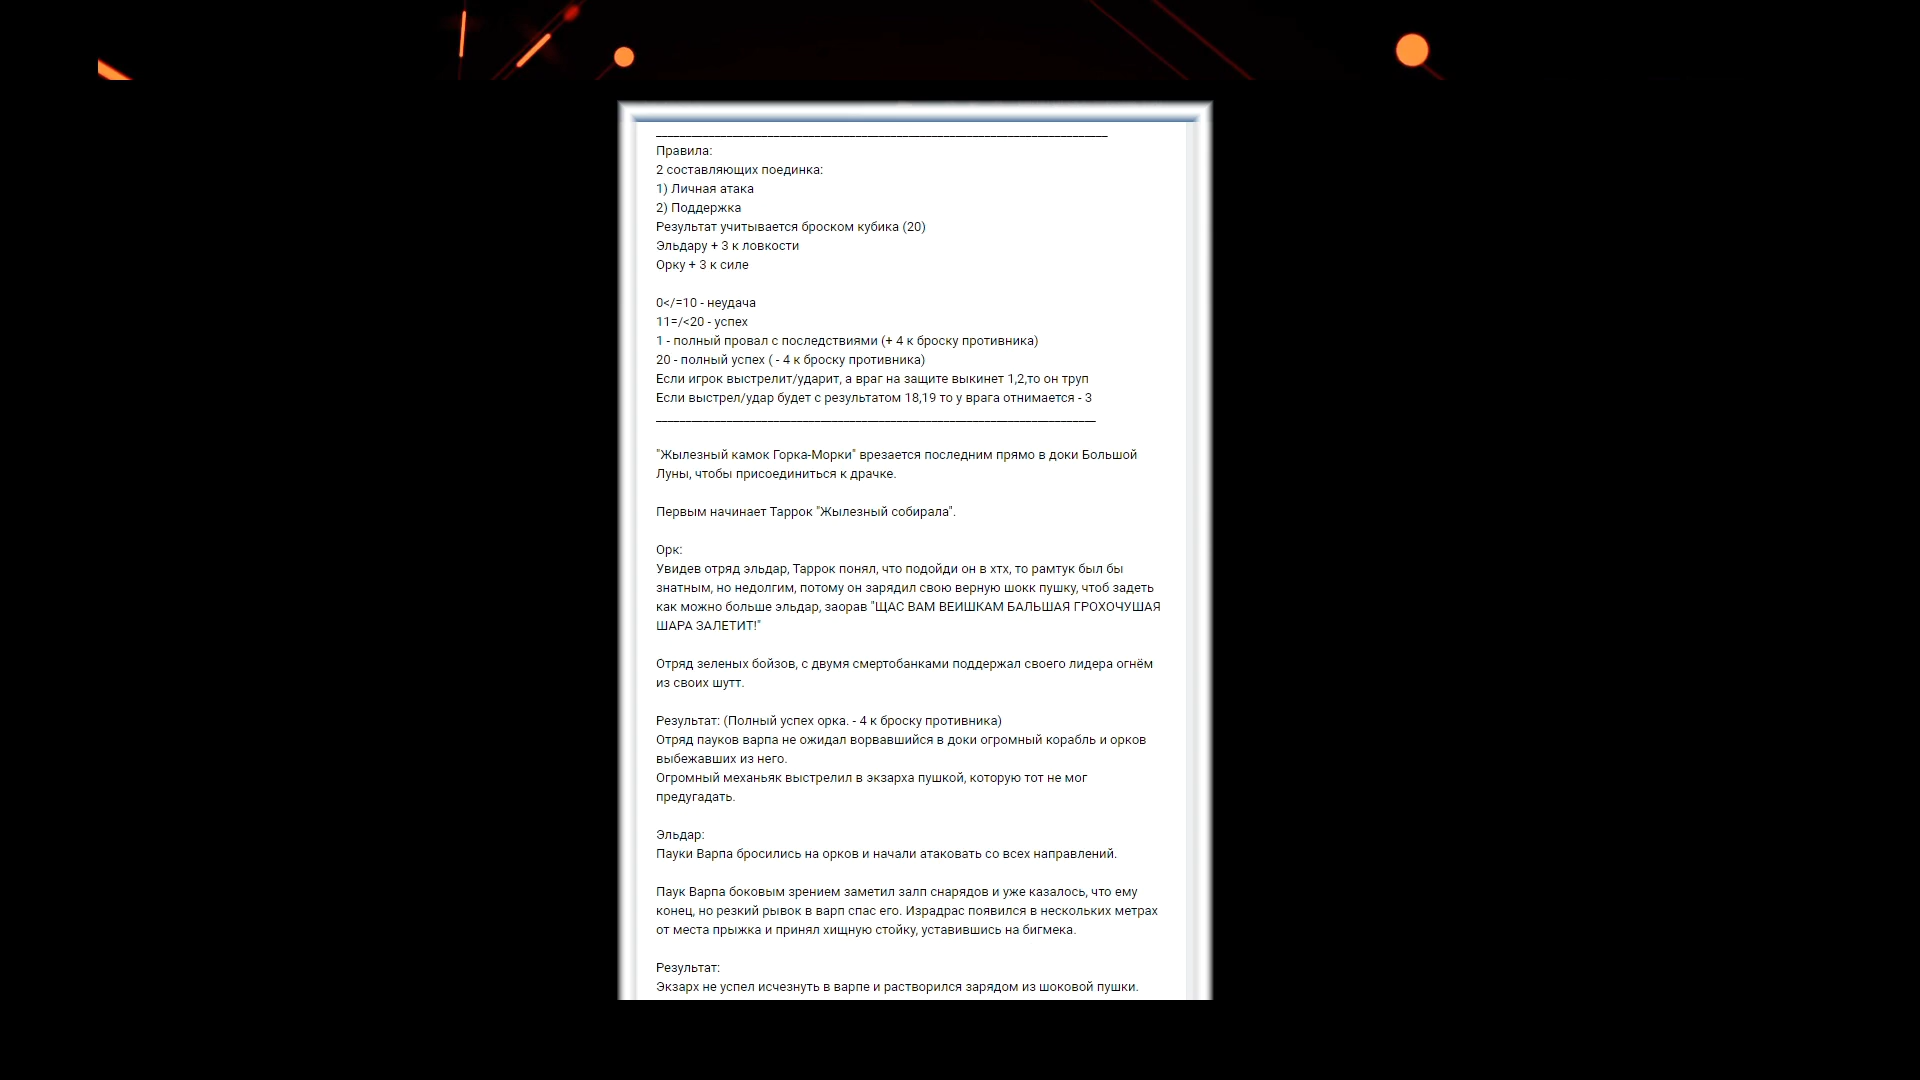 Правила:
2 составляющих поединка:
1) Личная атака
2) Поддержка
Результат учитывается броском кубика (20)
Эльдару + 3 к ловкости
Орку + 3 к силе
0</=10 - неудача
11=/<20 - успех
1 - полный провал с последствиями (+ 4 к броску противника)
20 - полный успех ( - 4 к броску противника)
Если игрок выстрелит/ударит, а враг на защите выкинет 1,2,то он труп
Если выстрел/удар будет с результатом 18,19 то у врага отнимается - 3
"Жылезный камок Горка-Морки" врезается последним прямо в доки Большой
Луны, чтобы присоединиться к драчке.
Первым начинает Таррок "Жылезный собирала".
Орк:
Увидев отряд эльдар, Таррок понял, что подойди он в хтх, то рамтук был бы
знатным, но недолгим, потому он зарядил свою верную шокк пушку, чтоб задеть
как можно больше эльдар, заорав "ЩАС ВАМ ВЕИШКАМ БАЛЬШАЯ ГРОХОЧУШАЯ
ШАРА ЗАЛЕТИТ!"
Отряд зеленых бойзов, с двумя смертобанками поддержал своего лидера огнём
из своих шутт.
Результат: (Полный успех орка. - 4 к броску противника)
Отряд пауков варпа не ожидал ворвавшийся в доки огромный корабль и орков
выбежавших из него.
Огромный механьяк выстрелил в экзарха пушкой, которую тот не мог
предугадать.
Эльдар:
Пауки Варпа бросились на орков и начали атаковать со всех направлений.
Паук Варпа боковым зрением заметил залп снарядов и уже казалось, что ему
конец, но резкий рывок в варп спас его. Израдрас появился в нескольких метрах
от места прыжка и принял хищную стойку, уставившись на бигмека.
Результат:
Экзарх не успел исчезнуть в варпе и растворился зарядом из шоковой пушки.